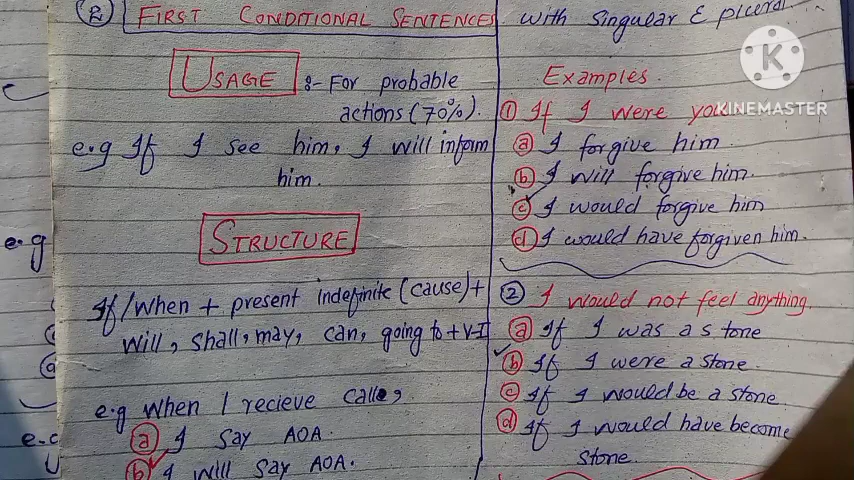 ② FIRST CONDITIONAL SENTENCES
USAGE :- For probable
actions (70%).
e.g If I see him, I will inform
him.
STRUCTURE
If/When + present indefinite (cause) +
will, shall, may, can, going to + V-I
e.g When I recieve calle,
ⓐ I say AOA.
ⓑ I will say AOA.
with singular & plural
Examples.
① If I were you
ⓐ I forgive him.
ⓑ I will forgive him.
ⓒ I would forgive him
ⓓ I would have forgiven him.
② I would not feel anything.
ⓐ If I was a stone
ⓑ If I were a stone.
ⓒ If I would be a stone.
ⓓ If I would have become
stone.
e.g
K
KINEMASTER